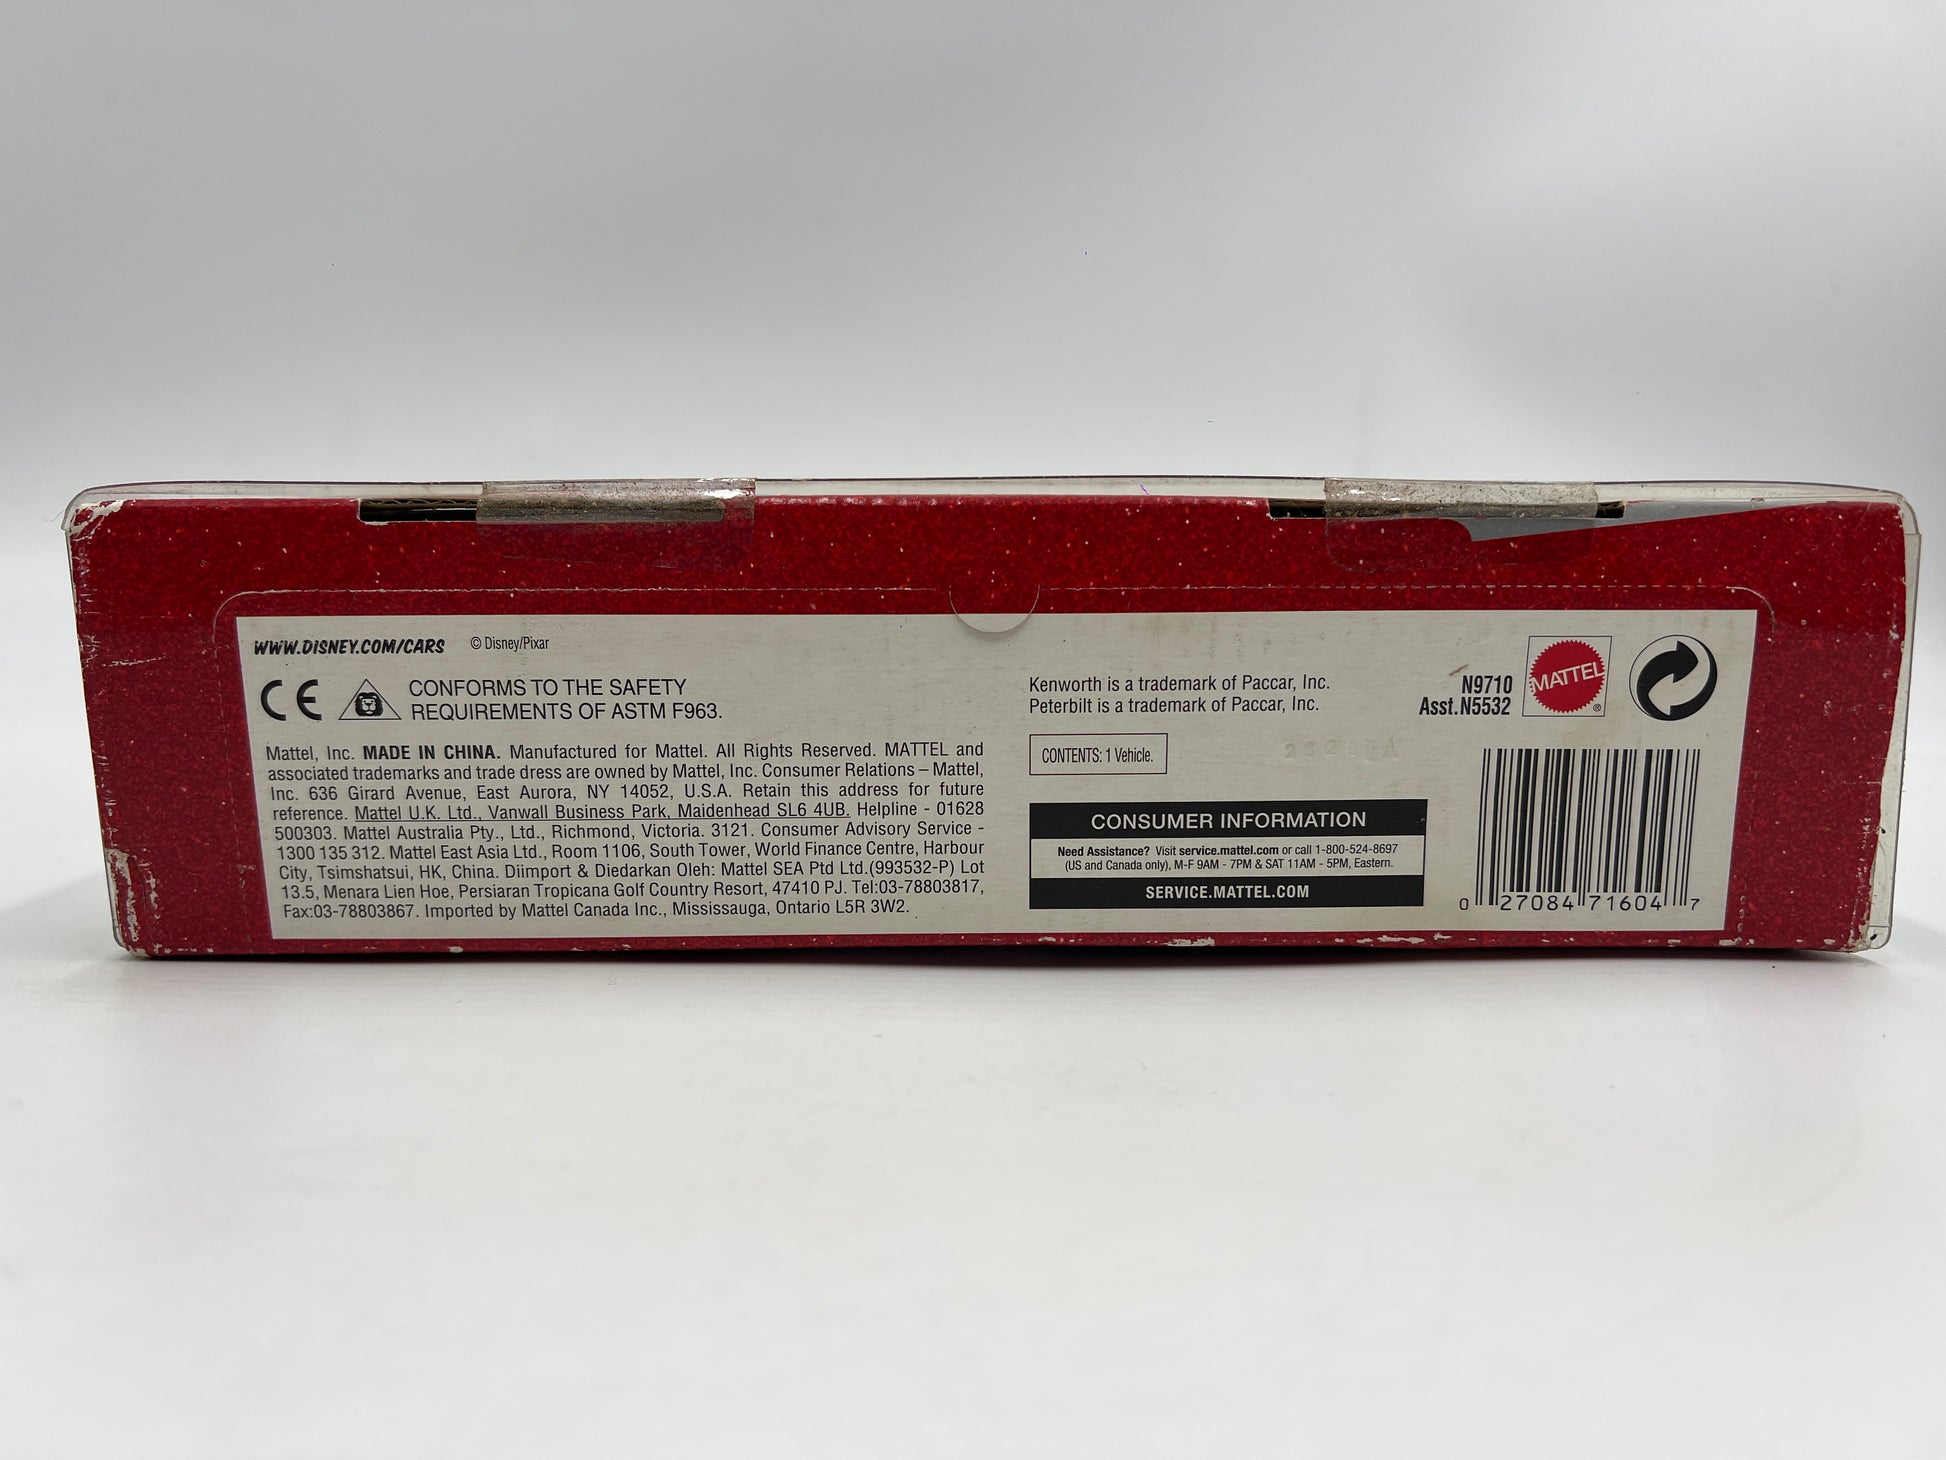 WWW.DISNEY.COM/CARS © Disney/Pixar
CE
CONFORMS TO THE SAFETY
REQUIREMENTS OF ASTM F963.
Mattel, Inc. MADE IN CHINA. Manufactured for Mattel. All Rights Reserved. MATTEL and
associated trademarks and trade dress are owned by Mattel, Inc. Consumer Relations – Mattel,
Inc. 636 Girard Avenue, East Aurora, NY 14052, U.S.A. Retain this address for future
reference. Mattel U.K. Ltd., Vanwall Business Park, Maidenhead SL6 4UB. Helpline - 01628
500303. Mattel Australia Pty., Ltd., Richmond, Victoria. 3121. Consumer Advisory Service -
1300 135 312. Mattel East Asia Ltd., Room 1106, South Tower, World Finance Centre, Harbour
City, Tsimshatsui, HK, China. Diimport & Diedarkan Oleh: Mattel SEA Ptd Ltd.(993532-P) Lot
13.5, Menara Lien Hoe, Persiaran Tropicana Golf Country Resort, 47410 PJ. Tel:03-78803817,
Fax:03-78803867. Imported by Mattel Canada Inc., Mississauga, Ontario L5R 3W2.
Kenworth is a trademark of Paccar, Inc.
Peterbilt is a trademark of Paccar, Inc.
CONTENTS: 1 Vehicle.
CONSUMER INFORMATION
Need Assistance? Visit service.mattel.com or call 1-800-524-8697
(US and Canada only), M-F 9AM - 7PM & SAT 11AM - 5PM, Eastern.
SERVICE.MATTEL.COM
N9710
Asst.N5532
MATTEL ®
0 27084 71604 7